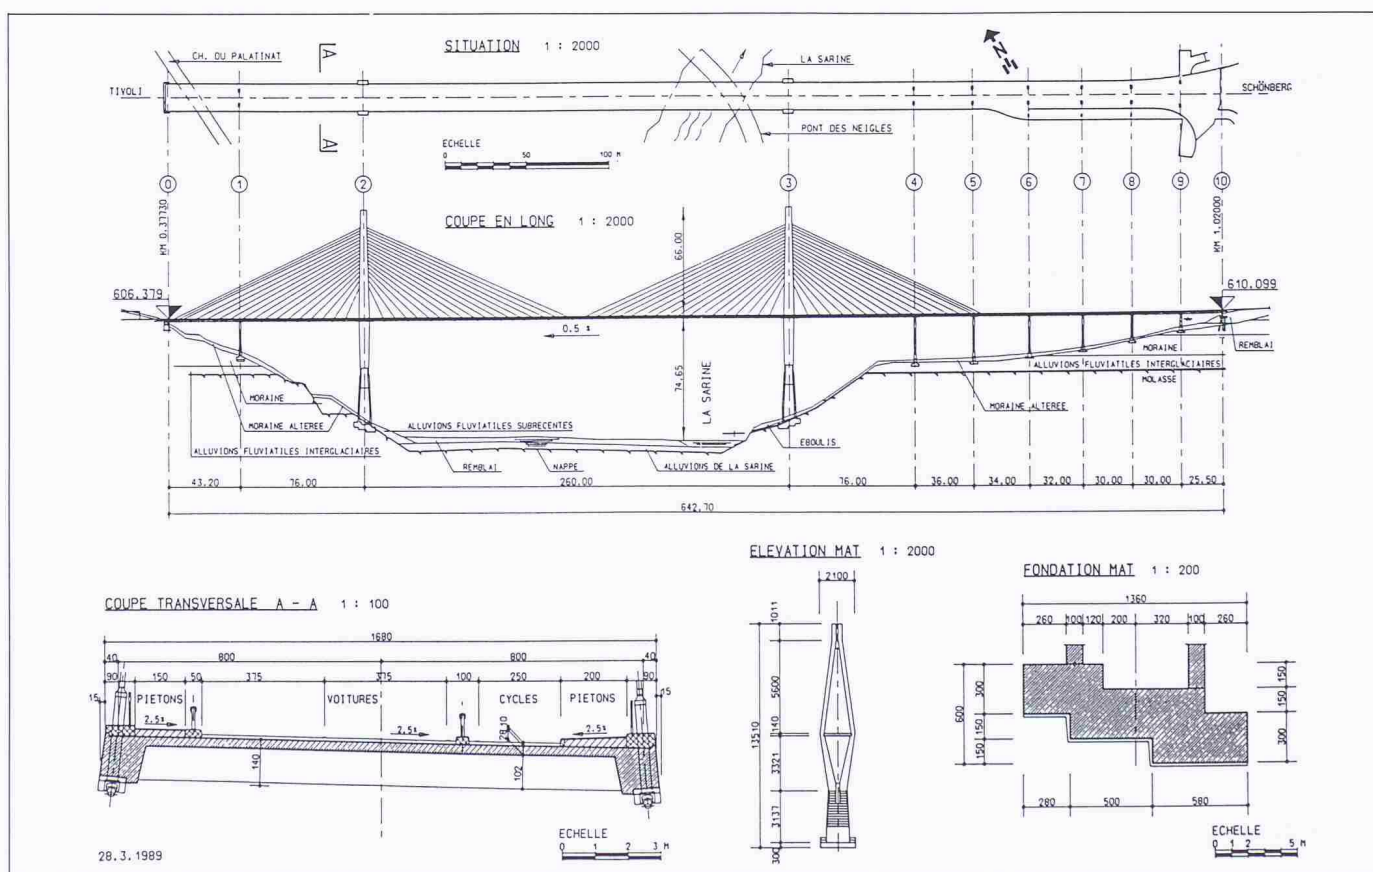 SITUATION 1 : 2000
CH. DU PALATINAT
A
A
LA SARINE
N
TIVOLI
SCHÖNBERG
PONT DES NEIGLES
ECHELLE
0 50 100 M
0 1 2 3 4 5 6 7 8 9 10
KM 0.37730
KM 1.02000
COUPE EN LONG 1 : 2000
66.00
606.379
610.099
0.5 %
74.65
LA SARINE
MORAINE
REMBLAI
ALLUVIONS FLUVIATILES INTERGLACIAIRES
MOLASSE
MORAINE ALTEREE
MORAINE
MORAINE ALTEREE
ALLUVIONS FLUVIATILES SUBRECENTES
EBOULIS
ALLUVIONS FLUVIATILES INTERGLACIAIRES
REMBLAI
NAPPE
ALLUVIONS DE LA SARINE
43.20 76.00 260.00 76.00 36.00 34.00 32.00 30.00 30.00 25.50
642.70
COUPE TRANSVERSALE A - A 1 : 100
1680
40 800 800 40
90 150 50 375 375 100 250 200 90
15 PIETONS VOITURES CYCLES PIETONS 15
2.5% 2.5% 2.5%
28 10
140
102
ECHELLE
0 1 2 3 M
28.3.1989
ELEVATION MAT 1 : 2000
2100
1011
5600
140
13510
3321
3137
300
FONDATION MAT 1 : 200
1360
260 100 120 200 320 100 260
600
300
150
150
150
150
300
280 500 580
ECHELLE
0 1 2 5 M